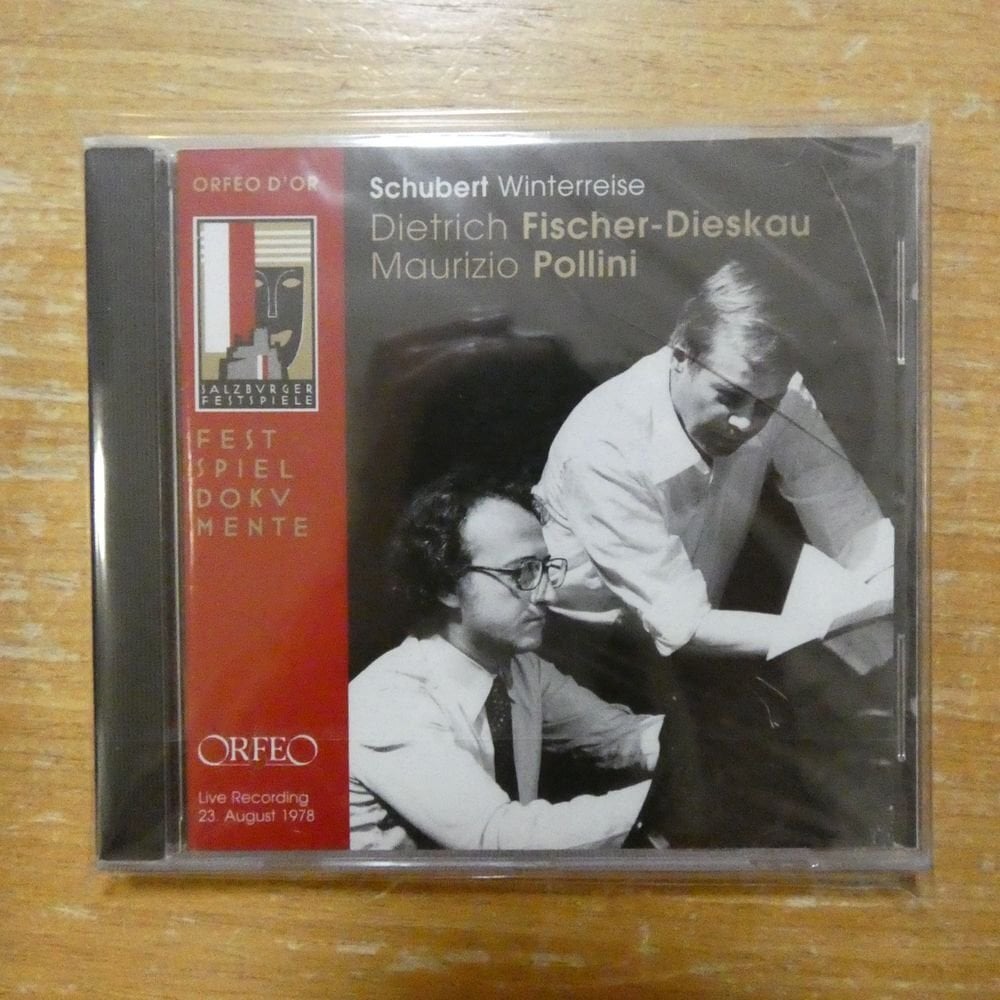 ORFEO D'OR
SALZBVRGER
FESTSPIELE
FEST
SPIEL
DOKV
MENTE
ORFEO
Live Recording
23. August 1978
Schubert Winterreise
Dietrich Fischer-Dieskau
Maurizio Pollini